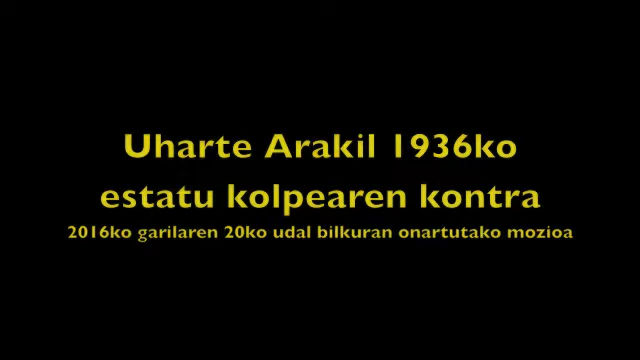 Uharte Arakil 1936ko
estatu kolpearen kontra
2016ko garilaren 20ko udal bilkuran onartutako mozioa